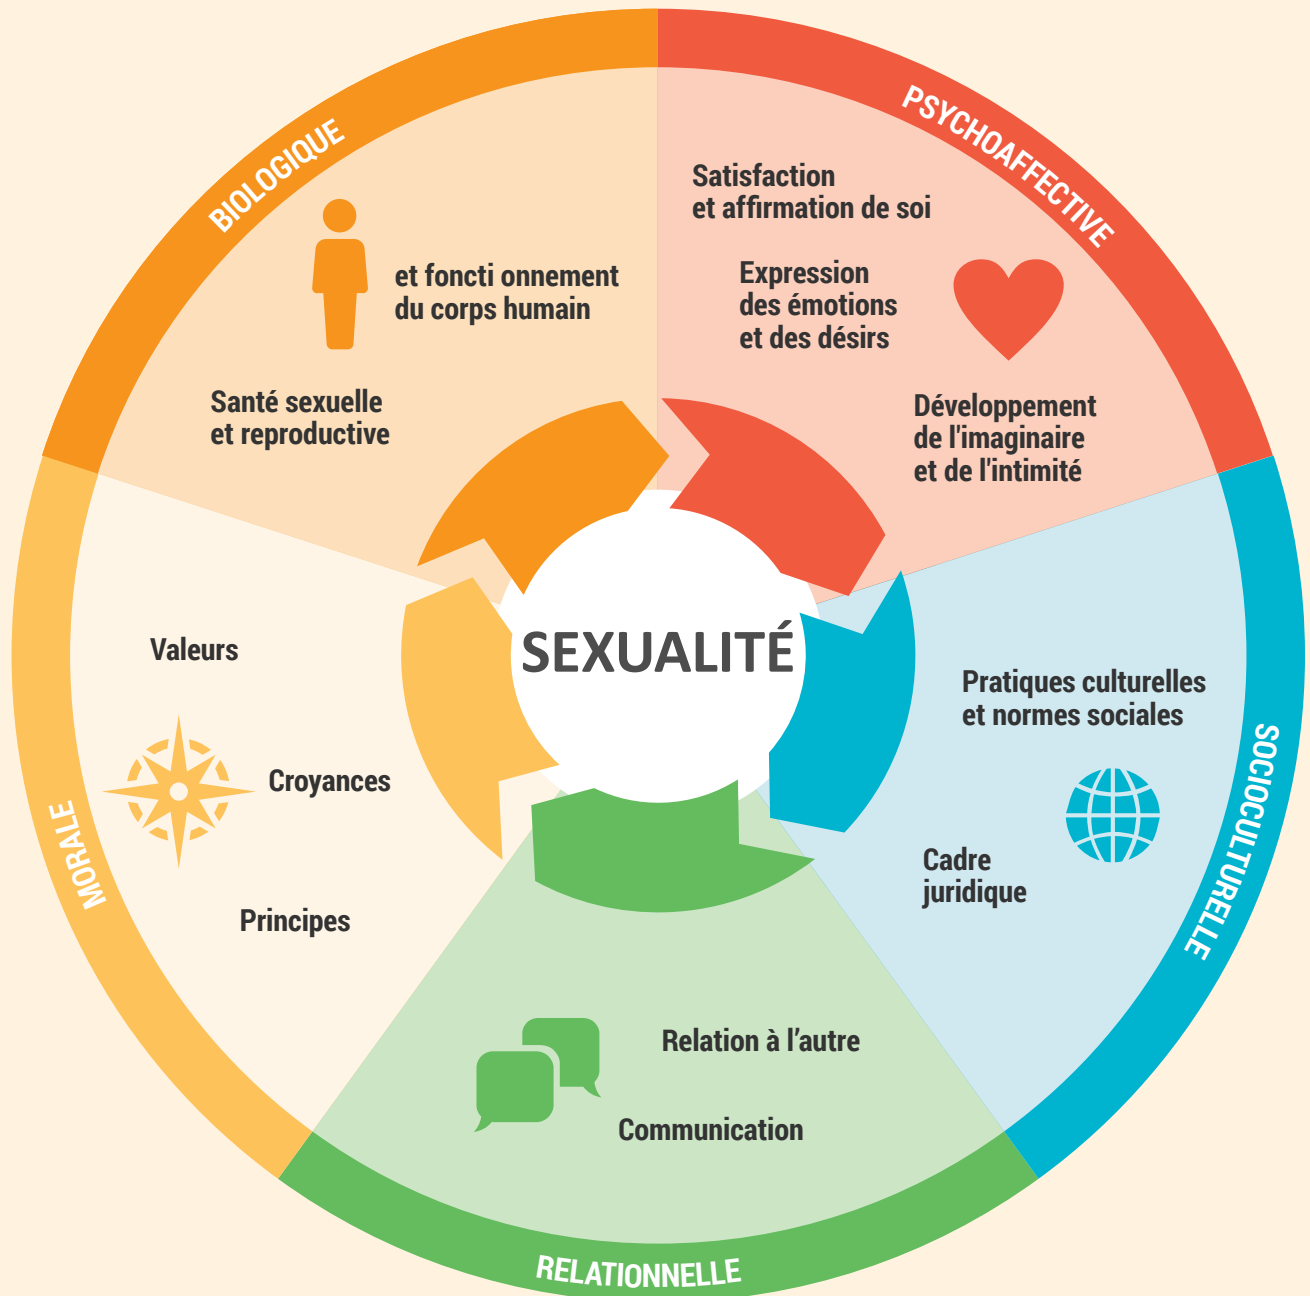 BIOLOGIQUE
et foncti onnement
du corps humain
Santé sexuelle
et reproductive
PSYCHOAFFECTIVE
Satisfaction
et affirmation de soi
Expression
des émotions
et des désirs
Développement
de l'imaginaire
et de l'intimité
SOCIOCULTURELLE
Pratiques culturelles
et normes sociales
Cadre
juridique
RELATIONNELLE
Relation à l’autre
Communication
MORALE
Valeurs
Croyances
Principes
SEXUALITÉ